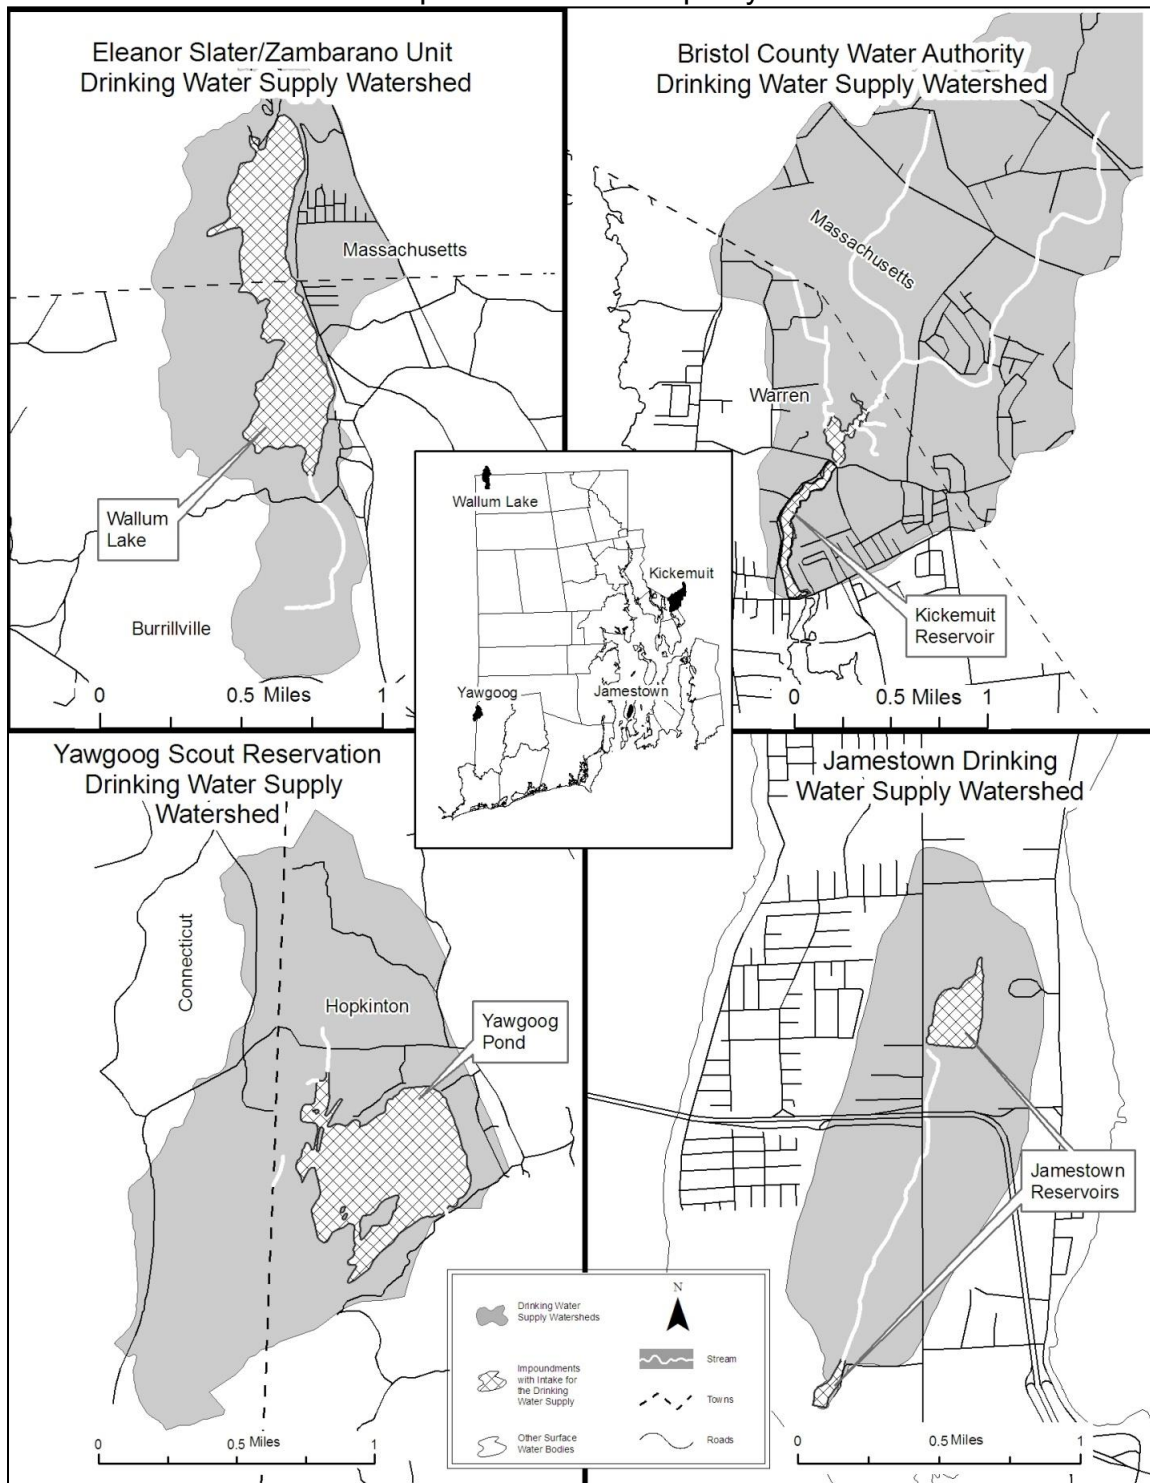 Eleanor Slater/Zambarano Unit
Drinking Water Supply Watershed
Massachusetts
Wallum
Lake
Burrillville
0 0.5 Miles 1
Bristol County Water Authority
Drinking Water Supply Watershed
Massachusetts
Warren
Kickemuit
Reservoir
0 0.5 Miles 1
Wallum Lake
Kickemuit
Yawgoog
Jamestown
Yawgoog Scout Reservation
Drinking Water Supply
Watershed
Connecticut
Hopkinton
Yawgoog
Pond
0 0.5 Miles 1
Jamestown Drinking
Water Supply Watershed
Jamestown
Reservoirs
0 0.5 Miles 1
Drinking Water
Supply Watersheds
Impoundments
with Intake for
the Drinking
Water Supply
Other Surface
Water Bodies
N
Stream
Towns
Roads